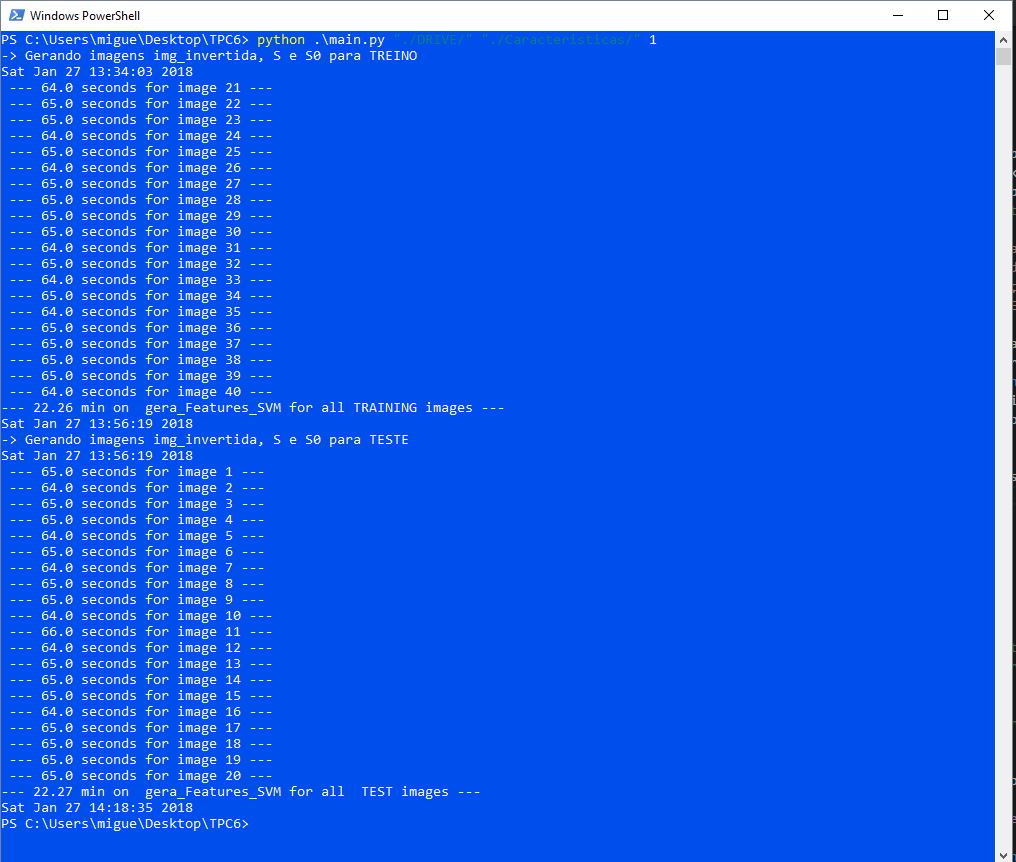 Windows PowerShell
PS C:\Users\migue\Desktop\TPC6> python .\main.py "./DRIVE/" "./Caracteristicas/" 1
-> Gerando imagens img_invertida, S e S0 para TREINO
Sat Jan 27 13:34:03 2018
--- 64.0 seconds for image 21 ---
--- 65.0 seconds for image 22 ---
--- 65.0 seconds for image 23 ---
--- 64.0 seconds for image 24 ---
--- 65.0 seconds for image 25 ---
--- 64.0 seconds for image 26 ---
--- 65.0 seconds for image 27 ---
--- 65.0 seconds for image 28 ---
--- 65.0 seconds for image 29 ---
--- 65.0 seconds for image 30 ---
--- 64.0 seconds for image 31 ---
--- 65.0 seconds for image 32 ---
--- 64.0 seconds for image 33 ---
--- 65.0 seconds for image 34 ---
--- 64.0 seconds for image 35 ---
--- 65.0 seconds for image 36 ---
--- 65.0 seconds for image 37 ---
--- 65.0 seconds for image 38 ---
--- 65.0 seconds for image 39 ---
--- 64.0 seconds for image 40 ---
--- 22.26 min on  gera_Features_SVM for all TRAINING images ---
Sat Jan 27 13:56:19 2018
-> Gerando imagens img_invertida, S e S0 para TESTE
Sat Jan 27 13:56:19 2018
--- 65.0 seconds for image 1 ---
--- 64.0 seconds for image 2 ---
--- 65.0 seconds for image 3 ---
--- 65.0 seconds for image 4 ---
--- 64.0 seconds for image 5 ---
--- 65.0 seconds for image 6 ---
--- 64.0 seconds for image 7 ---
--- 65.0 seconds for image 8 ---
--- 65.0 seconds for image 9 ---
--- 64.0 seconds for image 10 ---
--- 66.0 seconds for image 11 ---
--- 64.0 seconds for image 12 ---
--- 65.0 seconds for image 13 ---
--- 65.0 seconds for image 14 ---
--- 65.0 seconds for image 15 ---
--- 64.0 seconds for image 16 ---
--- 65.0 seconds for image 17 ---
--- 65.0 seconds for image 18 ---
--- 65.0 seconds for image 19 ---
--- 65.0 seconds for image 20 ---
--- 22.27 min on  gera_Features_SVM for all  TEST images ---
Sat Jan 27 14:18:35 2018
PS C:\Users\migue\Desktop\TPC6>